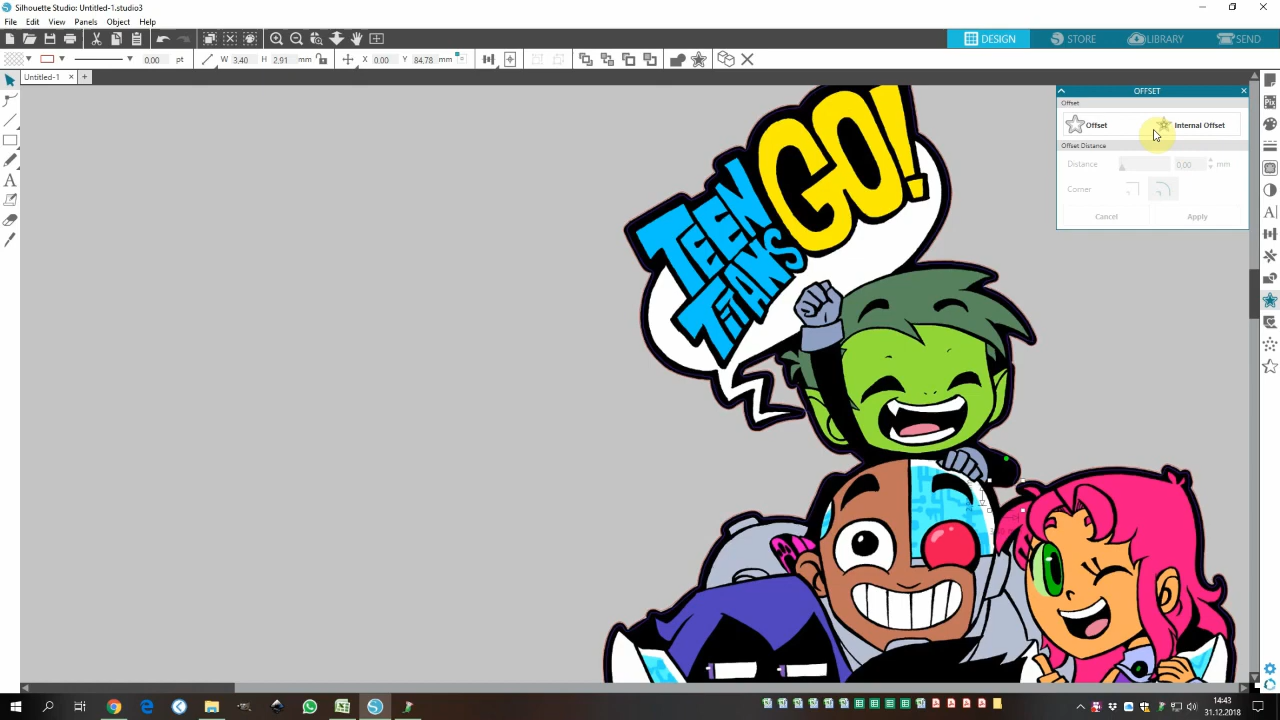 Silhouette Studio: Untitled-1.studio3
File Edit View Panels Object Help
DESIGN STORE LIBRARY SEND
0.00 pt W 3.40 H 2.91 mm X 0.00 Y 84.78 mm
Untitled-1
OFFSET
Offset
Offset Internal Offset
Offset Distance
Distance 0,00 mm
Corner
Cancel Apply
TEEN
TITANS
GO!
14:43
31.12.2018